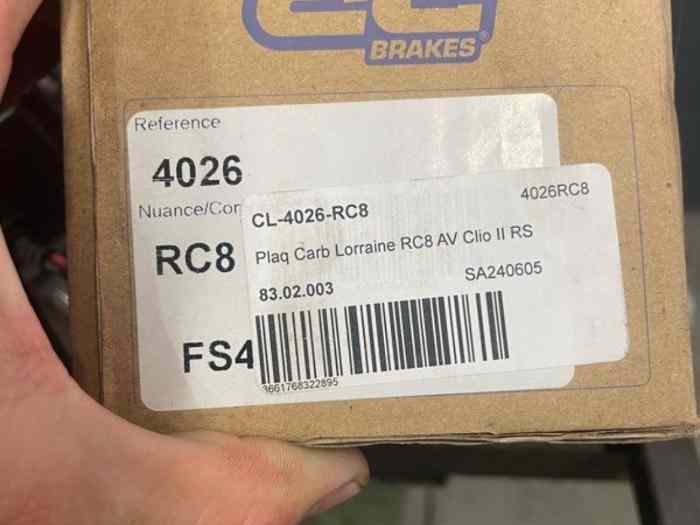 BRAKES®
Reference
4026
Nuance/Co
RC8
FS4
CL-4026-RC8
4026RC8
Plaq Carb Lorraine RC8 AV Clio II RS
83.02.003
SA240605
3661768322895